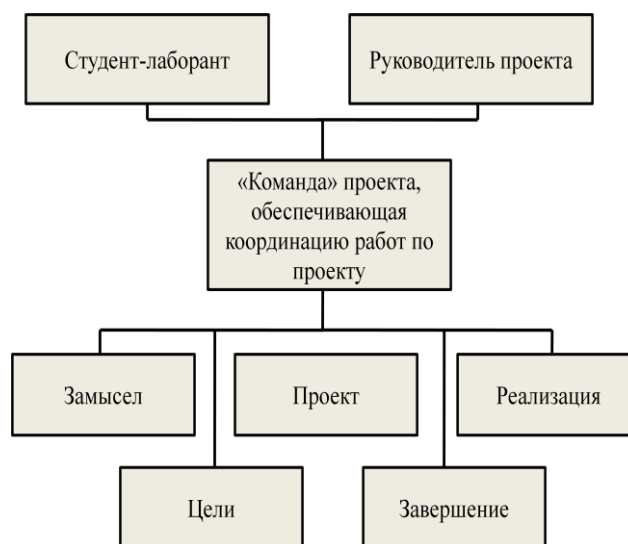 Студент-лаборант
Руководитель проекта
«Команда» проекта,
обеспечивающая
координацию работ по
проекту
Замысел
Проект
Реализация
Цели
Завершение